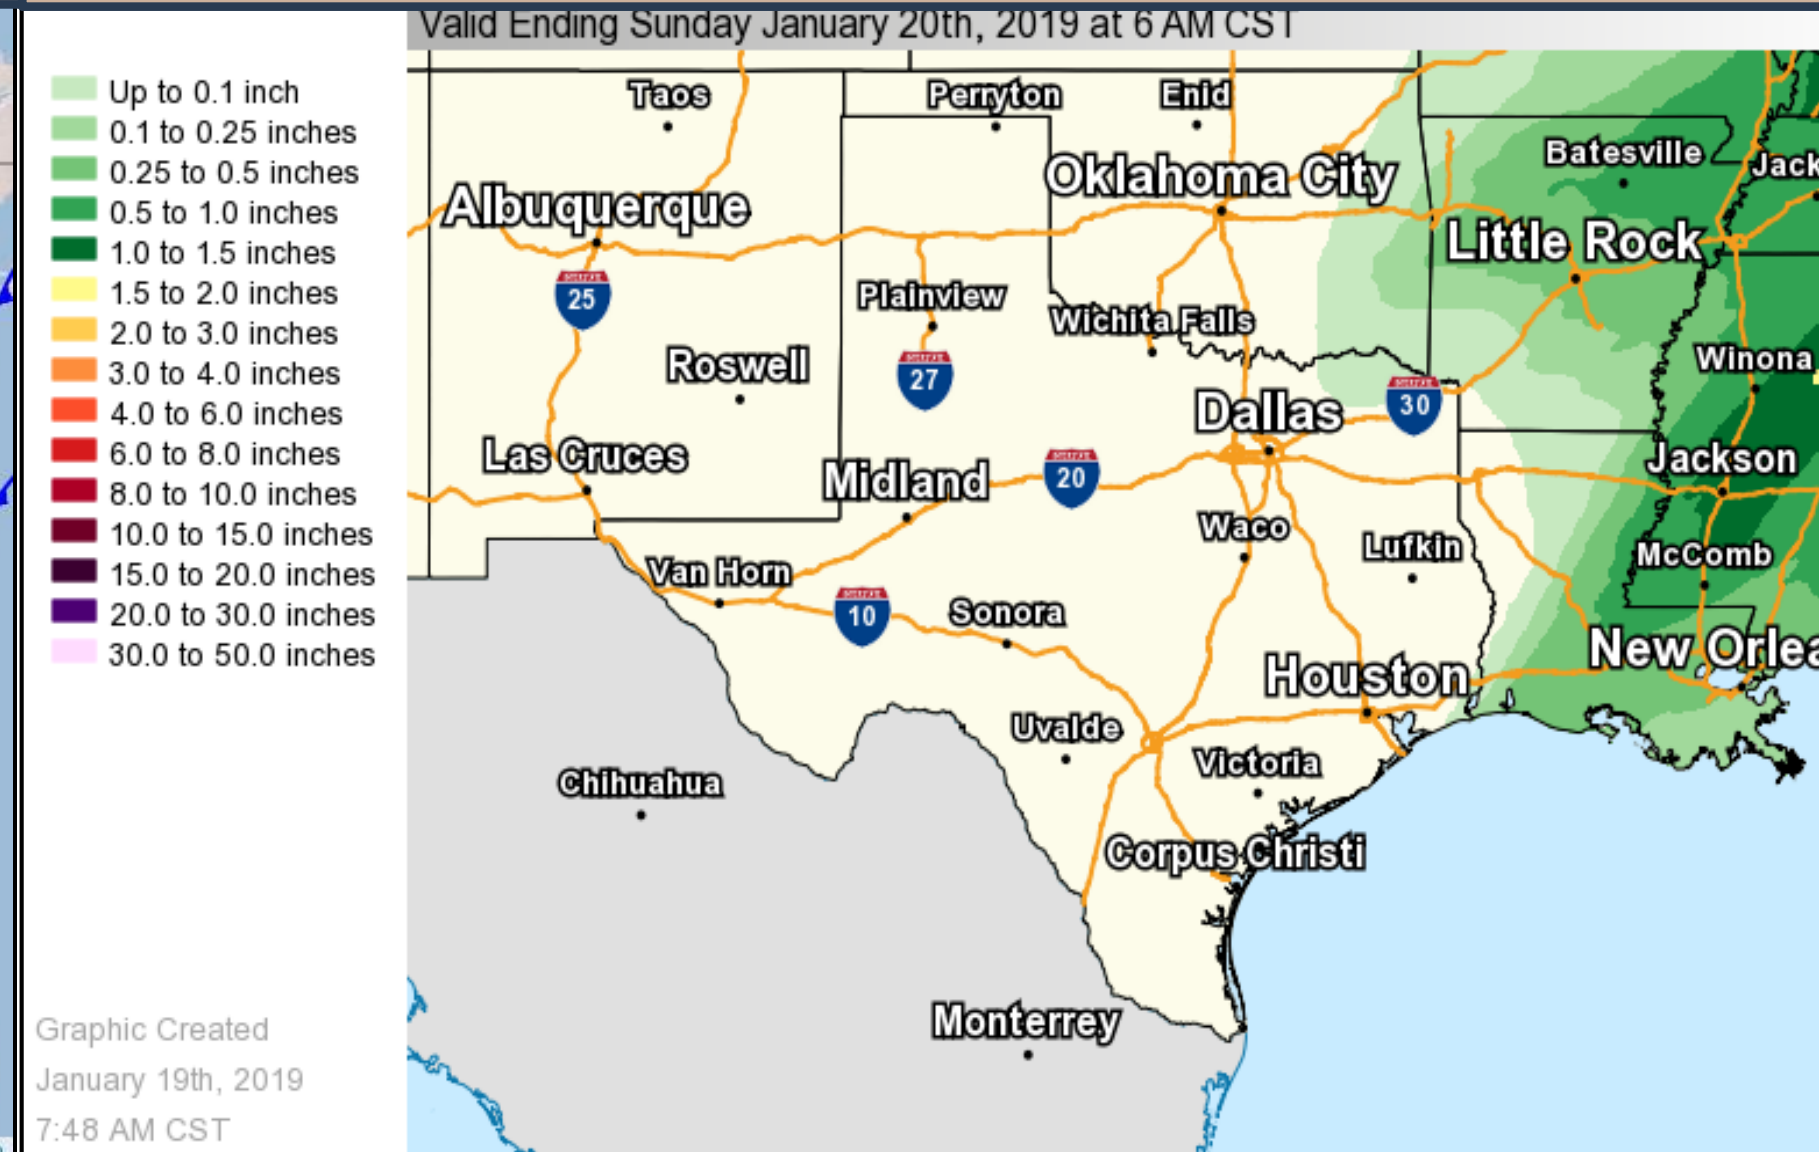 Valid Ending Sunday January 20th, 2019 at 6 AM CST
Up to 0.1 inch
0.1 to 0.25 inches
0.25 to 0.5 inches
0.5 to 1.0 inches
1.0 to 1.5 inches
1.5 to 2.0 inches
2.0 to 3.0 inches
3.0 to 4.0 inches
4.0 to 6.0 inches
6.0 to 8.0 inches
8.0 to 10.0 inches
10.0 to 15.0 inches
15.0 to 20.0 inches
20.0 to 30.0 inches
30.0 to 50.0 inches
Graphic Created
January 19th, 2019
7:48 AM CST
Taos
Perryton
Enid
Batesville
Jack
Oklahoma City
Albuquerque
Little Rock
25
Plainview
Wichita Falls
Winona
Roswell
27
30
Dallas
Las Cruces
Midland
20
Jackson
Waco
Lufkin
McComb
Van Horn
10
Sonora
New Orlea
Houston
Uvalde
Victoria
Chihuahua
Corpus Christi
Monterrey